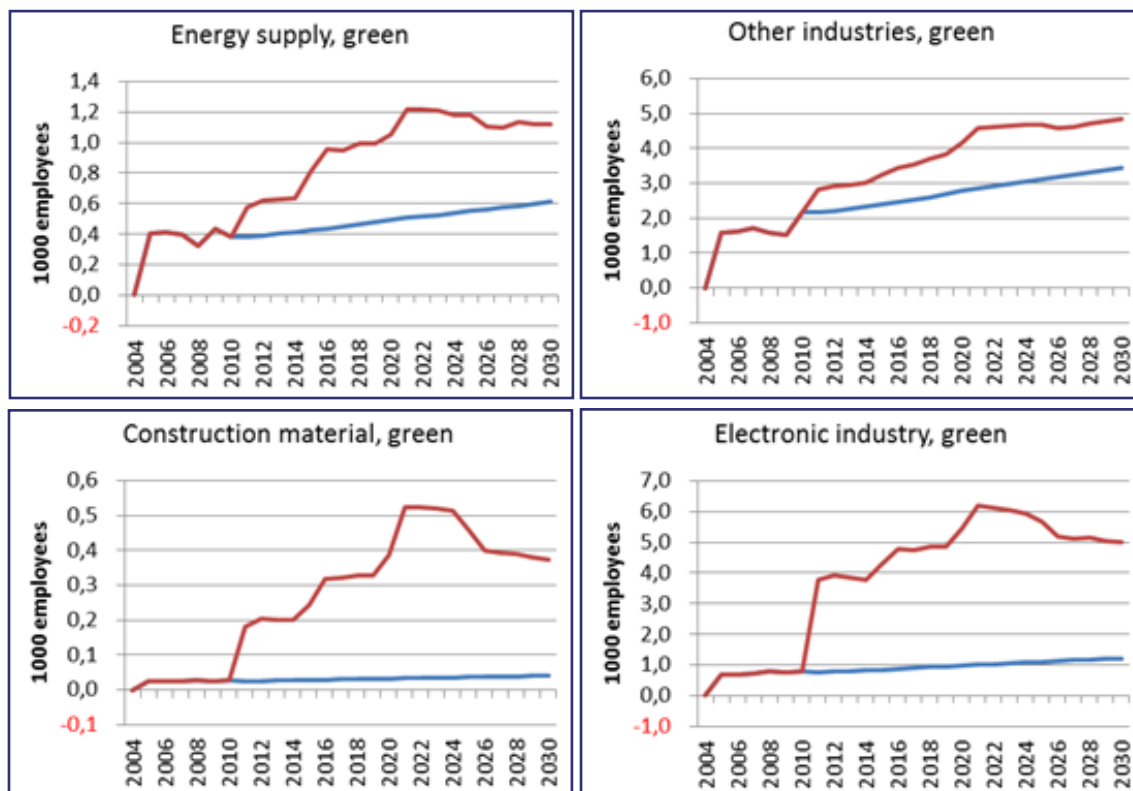 Energy supply, green
1000 employees
1,4
1,2
1,0
0,8
0,6
0,4
0,2
0,0
-0,2
2004 2006 2008 2010 2012 2014 2016 2018 2020 2022 2024 2026 2028 2030
Other industries, green
1000 employees
6,0
5,0
4,0
3,0
2,0
1,0
0,0
-1,0
2004 2006 2008 2010 2012 2014 2016 2018 2020 2022 2024 2026 2028 2030
Construction material, green
1000 employees
0,6
0,5
0,4
0,3
0,2
0,1
0,0
-0,1
2004 2006 2008 2010 2012 2014 2016 2018 2020 2022 2024 2026 2028 2030
Electronic industry, green
1000 employees
7,0
6,0
5,0
4,0
3,0
2,0
1,0
0,0
-1,0
2004 2006 2008 2010 2012 2014 2016 2018 2020 2022 2024 2026 2028 2030